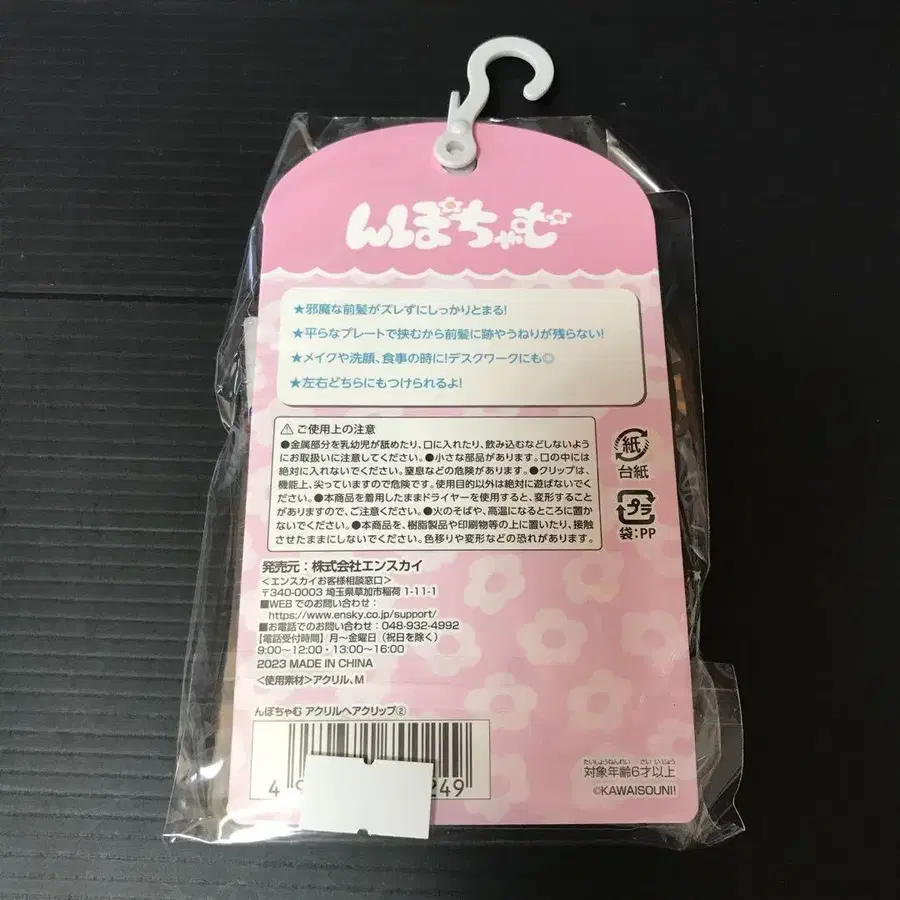 んぽちゃむ
★邪魔な前髪がズレずにしっかりとまる!
★平らなプレートで挟むから前髪に跡やうねりが残らない!
★メイクや洗顔、食事の時に!デスクワークにも◎
★左右どちらにもつけられるよ!
⚠ご使用上の注意
●金属部分を乳幼児が舐めたり、口に入れたり、飲み込むなどしないよう
にお取扱いに注意してください。●小さな部品があります。口の中には
絶対に入れないでください。窒息などの危険があります。●クリップは、
機能上、尖っていますので危険です。使用目的以外は絶対に遊ばないでく
ださい。●本商品を着用したままドライヤーを使用すると、変形すること
がありますので、ご注意ください。●火のそばや、高温になるところに置か
ないでください。●本商品を、樹脂製品や印刷物等の上に置いたり、接触
させたままにしないでください。色移りや変形などの恐れがあります。
紙
台紙
プラ
袋:PP
発売元:株式会社エンスカイ
<エンスカイお客様相談窓口>
〒340-0003 埼玉県草加市稲荷 1-11-1
■WEBでのお問い合わせ:
https://www.ensky.co.jp/support/
■お電話でのお問い合わせ:048-932-4992
【電話受付時間】月~金曜日(祝日を除く)
9:00~12:00・13:00~16:00
2023 MADE IN CHINA
<使用素材>アクリル、M
んぽちゃむ アクリルヘアクリップ②
4 249
たいしょうねんれい さい いじょう
対象年齢6才以上
©KAWAISOUNI!